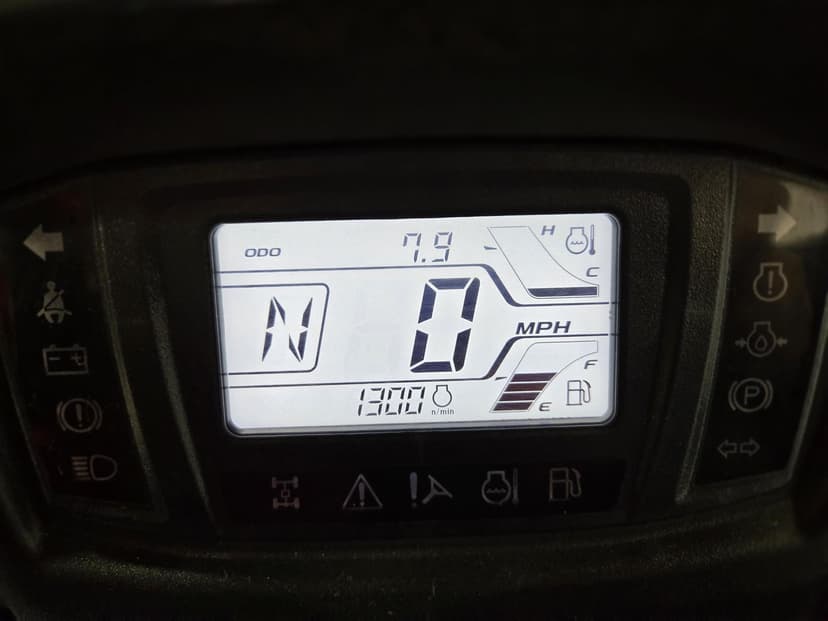 ODO 7.9 H
C
N 0 MPH
F
1300 n/min E
P